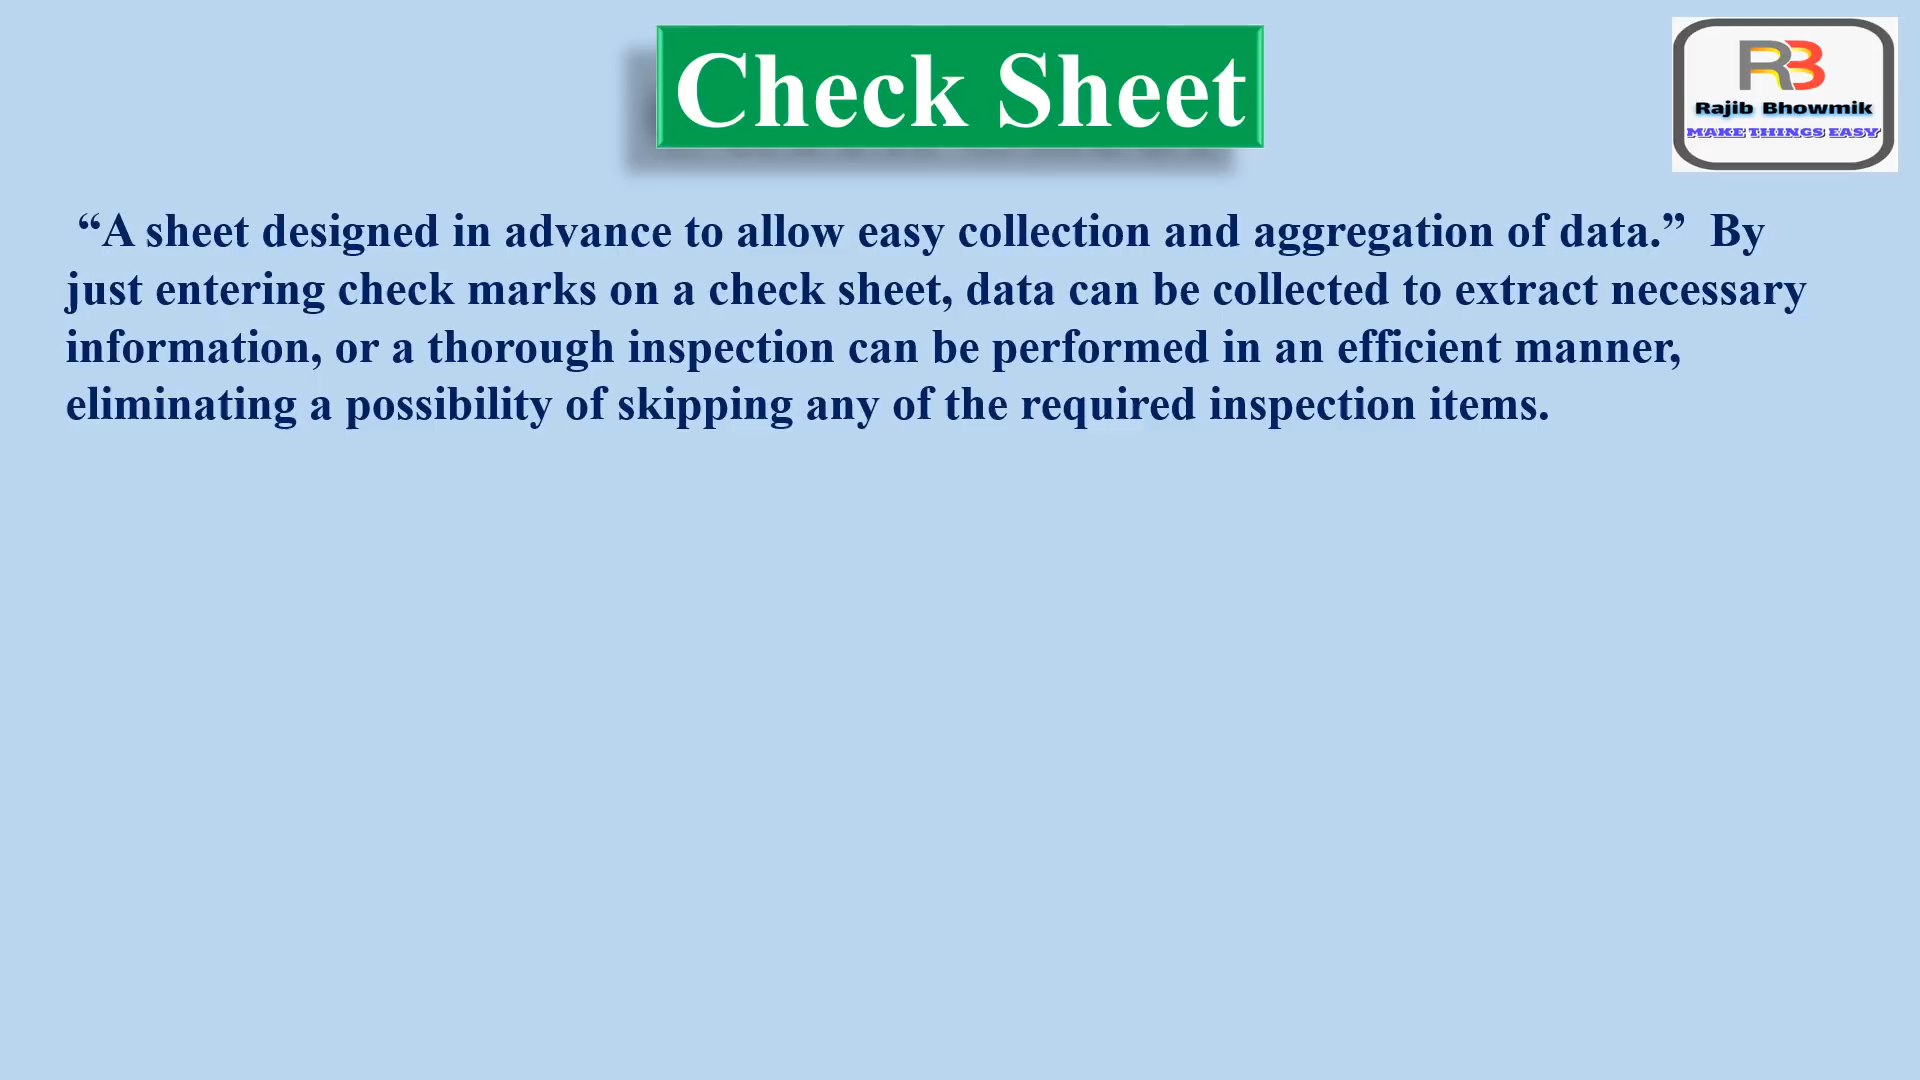 Check Sheet
RB
Rajib Bhowmik
MAKE THINGS EASY
“A sheet designed in advance to allow easy collection and aggregation of data.”  By
just entering check marks on a check sheet, data can be collected to extract necessary
information, or a thorough inspection can be performed in an efficient manner,
eliminating a possibility of skipping any of the required inspection items.